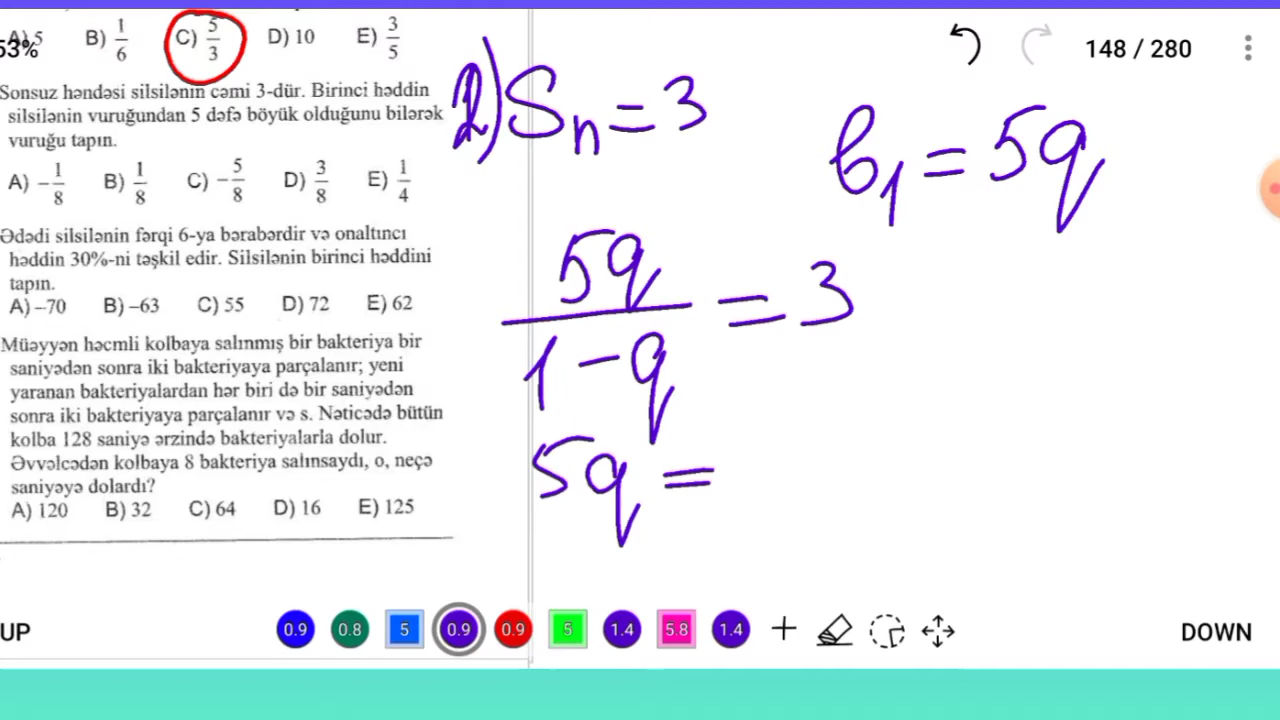 53%
A) 5 B) 1/6 C) 5/3 D) 10 E) 3/5
148 / 280
Sonsuz həndəsi silsilənin cəmi 3-dür. Birinci həddin
silsilənin vuruğundan 5 dəfə böyük olduğunu bilərək
vuruğu tapın.
A) −1/8 B) 1/8 C) −5/8 D) 3/8 E) 1/4
Ədədi silsilənin fərqi 6-ya bərabərdir və onaltıncı
həddin 30%-ni təşkil edir. Silsilənin birinci həddini
tapın.
A) −70 B) −63 C) 55 D) 72 E) 62
Müəyyən həcmli kolbaya salınmış bir bakteriya bir
saniyədən sonra iki bakteriyaya parçalanır; yeni
yaranan bakteriyalardan hər biri də bir saniyədən
sonra iki bakteriyaya parçalanır və s. Nəticədə bütün
kolba 128 saniyə ərzində bakteriyalarla dolur.
Əvvəlcədən kolbaya 8 bakteriya salınsaydı, o, neçə
saniyəyə dolardı?
A) 120 B) 32 C) 64 D) 16 E) 125
2) Sn = 3
b1 = 5q
5q/(1 − q) = 3
5q =
UP 0.9 0.8 5 0.9 0.9 5 1.4 5.8 1.4 DOWN